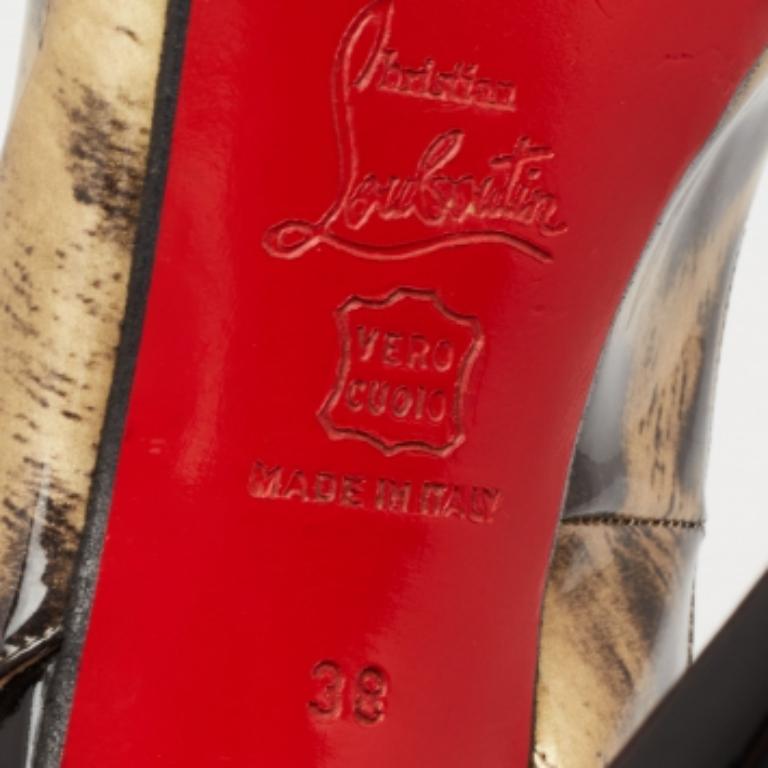 Christian
Louboutin
VERO
CUOIO
MADE IN ITALY
38